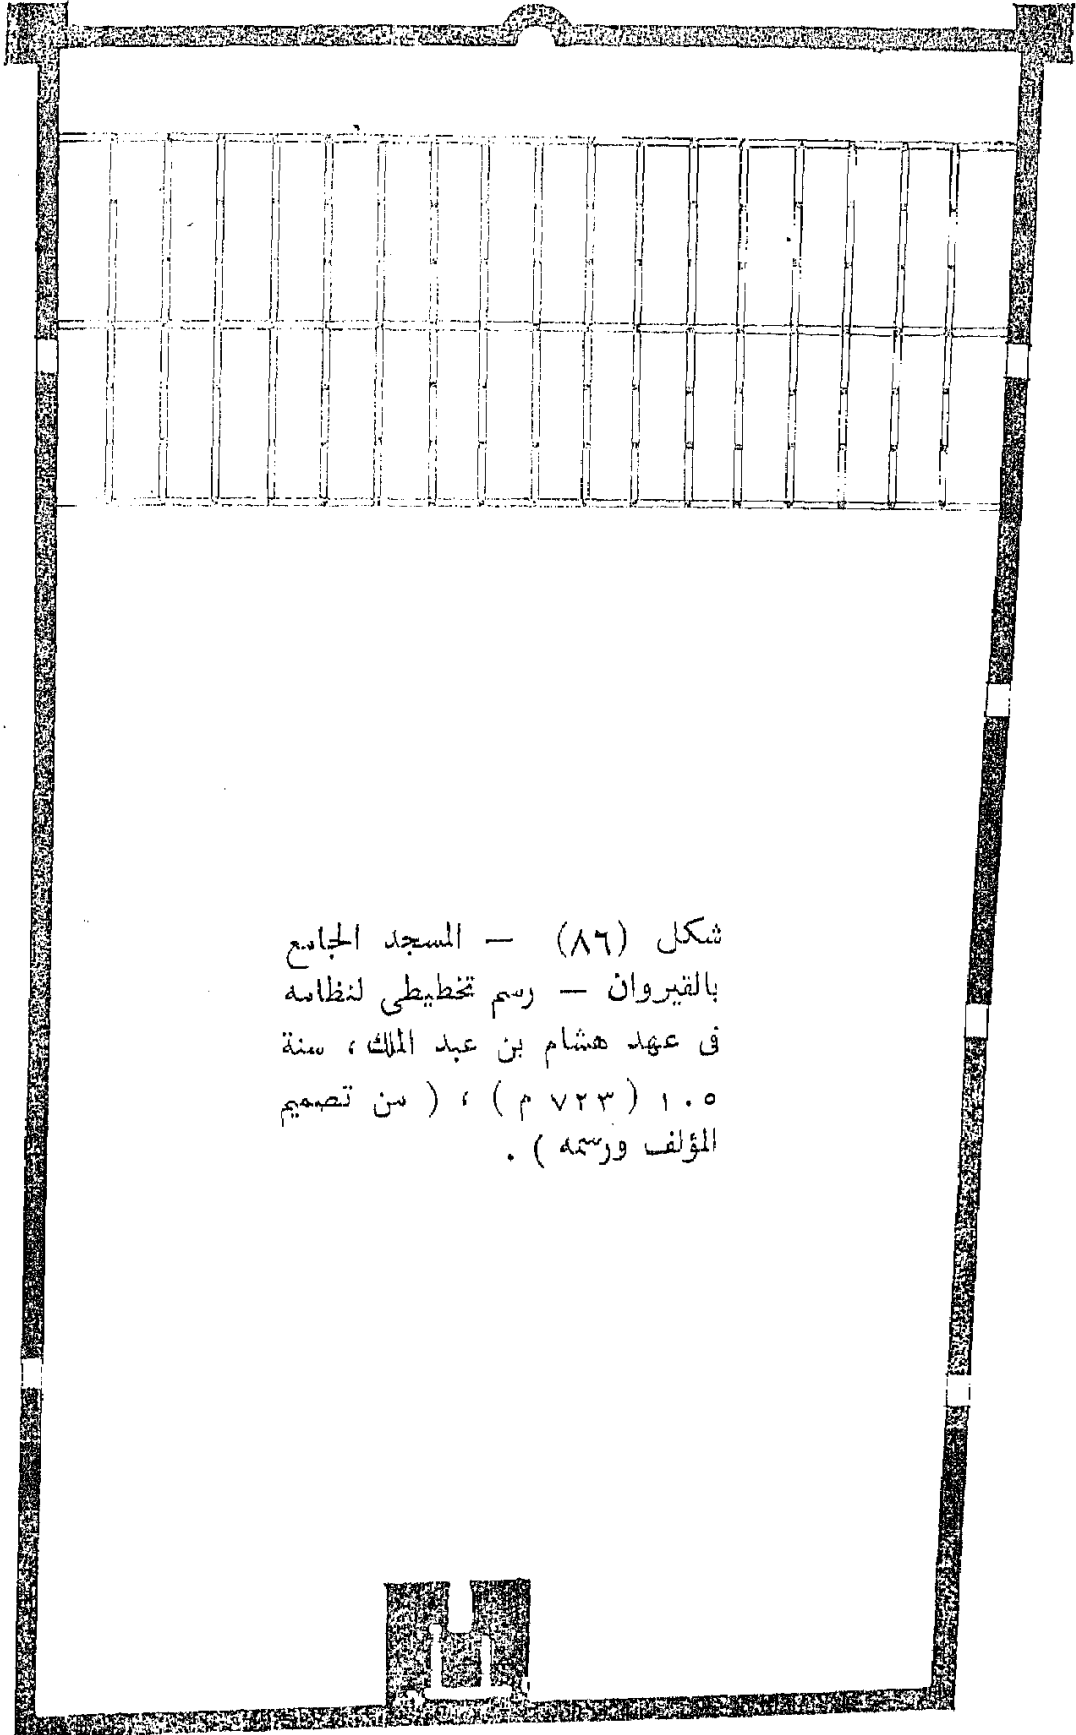 شكل (٨٦) — المسجد الجامع
بالقيروان — رسم تخطيطى لنظامه
فى عهد هشام بن عبد الملك ، سنة
١٠٥ ( ٧٢٣ م ) ، ( من تصميم
المؤلف ورسمه ) .